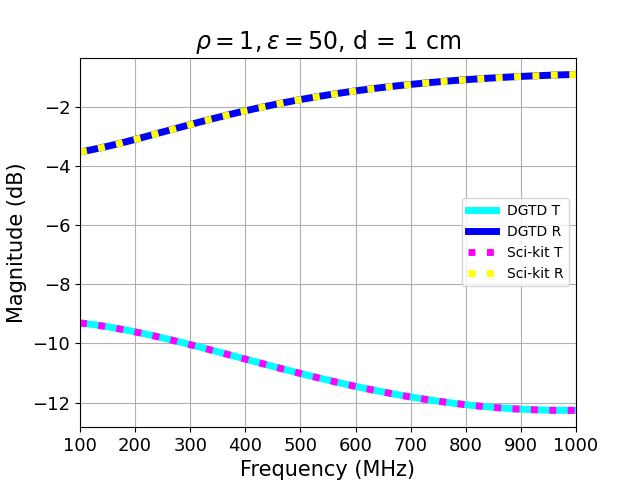 ρ = 1, ε = 50, d = 1 cm
Magnitude (dB)
−2
−4
−6
−8
−10
−12
DGTD T
DGTD R
Sci-kit T
Sci-kit R
100 200 300 400 500 600 700 800 900 1000
Frequency (MHz)